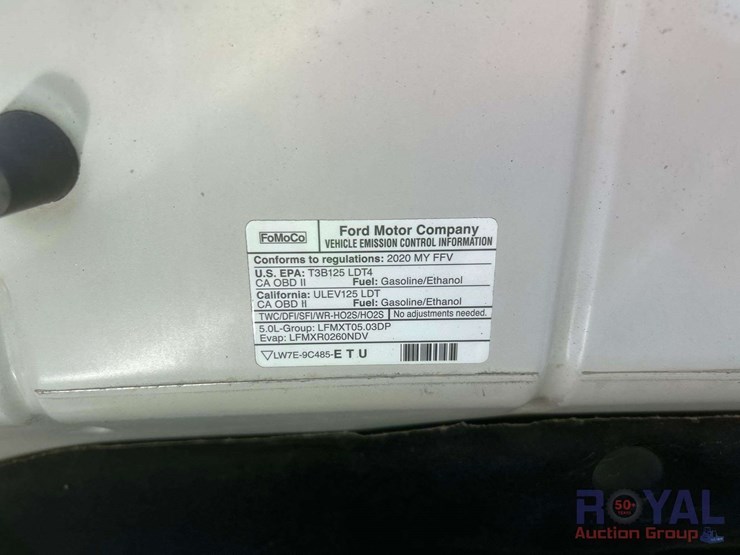 FoMoCo
Ford Motor Company
VEHICLE EMISSION CONTROL INFORMATION
Conforms to regulations: 2020 MY FFV
U.S. EPA: T3B125 LDT4
CA OBD II Fuel: Gasoline/Ethanol
California: ULEV125 LDT
CA OBD II Fuel: Gasoline/Ethanol
TWC/DFI/SFI/WR-HO2S/HO2S No adjustments needed.
5.0L-Group: LFMXT05.03DP
Evap: LFMXR0260NDV
LW7E-9C485-E T U
ROYAL
50+
Auction Group